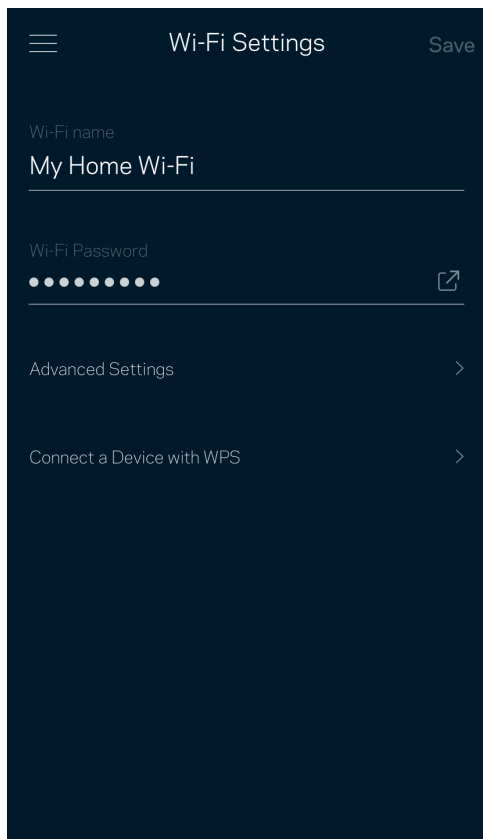 Wi-Fi Settings
Save
Wi-Fi name
My Home Wi-Fi
Wi-Fi Password
●●●●●●●●●
Advanced Settings
Connect a Device with WPS